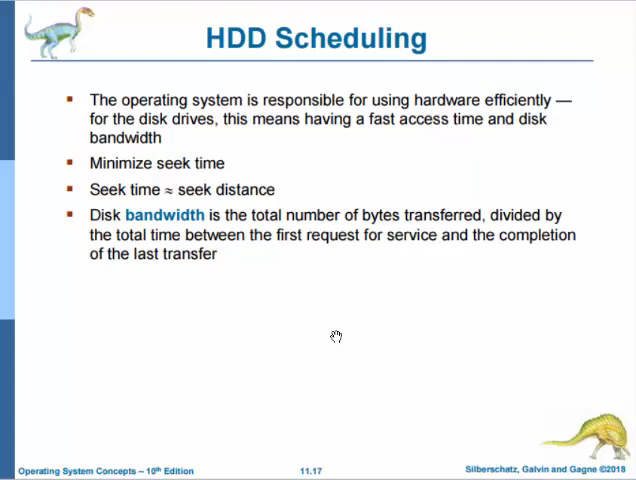 HDD Scheduling
▪ The operating system is responsible for using hardware efficiently —
for the disk drives, this means having a fast access time and disk
bandwidth
▪ Minimize seek time
▪ Seek time ≈ seek distance
▪ Disk bandwidth is the total number of bytes transferred, divided by
the total time between the first request for service and the completion
of the last transfer
Operating System Concepts – 10th Edition
11.17
Silberschatz, Galvin and Gagne ©2018